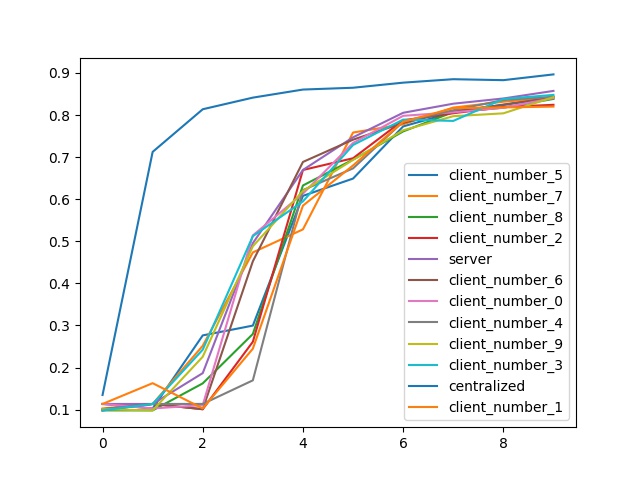 0.9
0.8
0.7
0.6
0.5
0.4
0.3
0.2
0.1
0 2 4 6 8
client_number_5
client_number_7
client_number_8
client_number_2
server
client_number_6
client_number_0
client_number_4
client_number_9
client_number_3
centralized
client_number_1